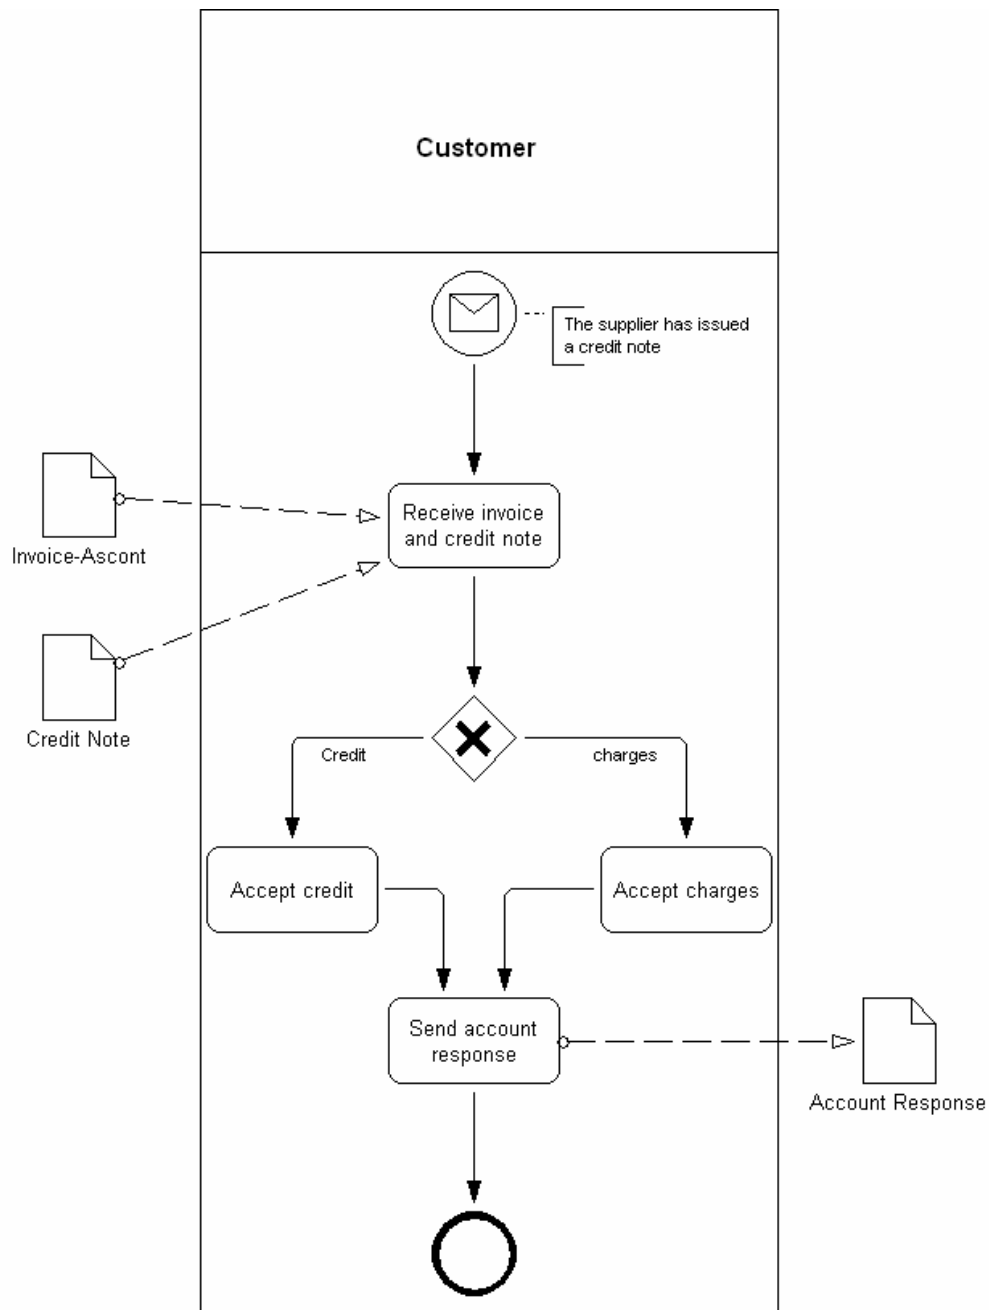 Customer
The supplier has issued
a credit note
Receive invoice
and credit note
Invoice-Ascont
Credit Note
Credit
charges
Accept credit
Accept charges
Send account
response
Account Response